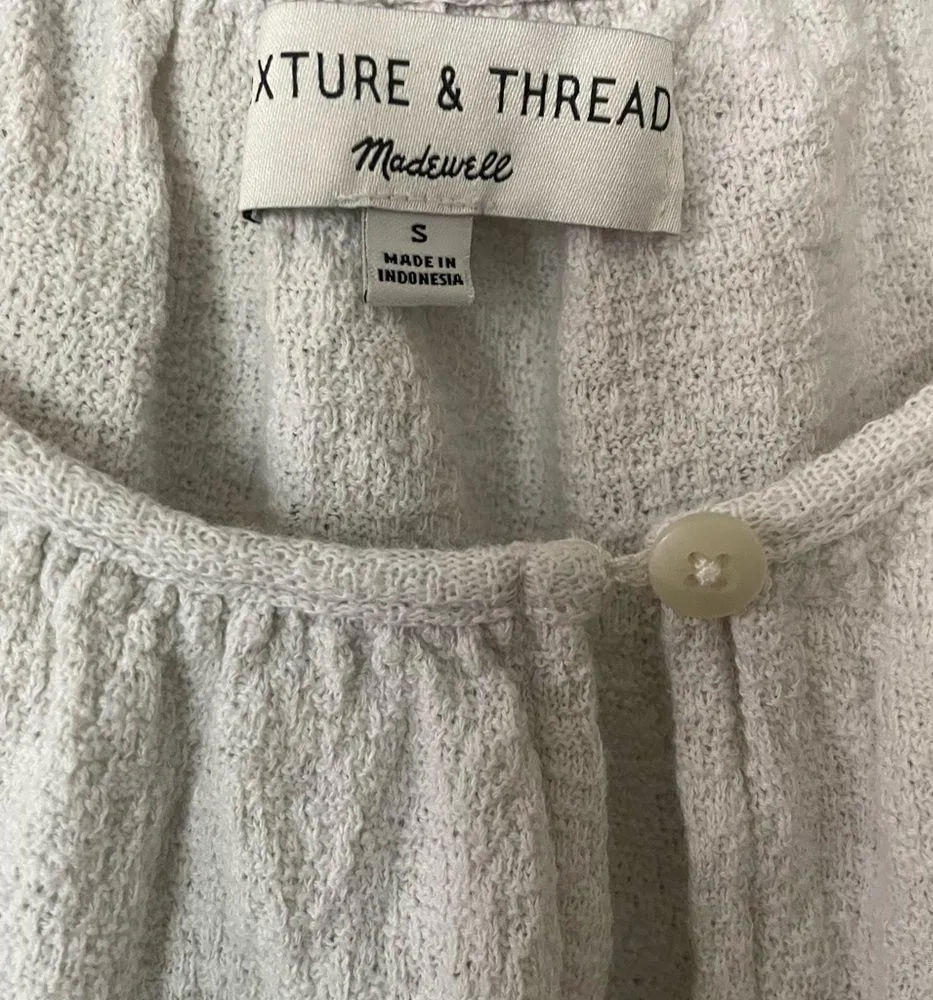 XTURE & THREAD
Madewell
S
MADE IN
INDONESIA